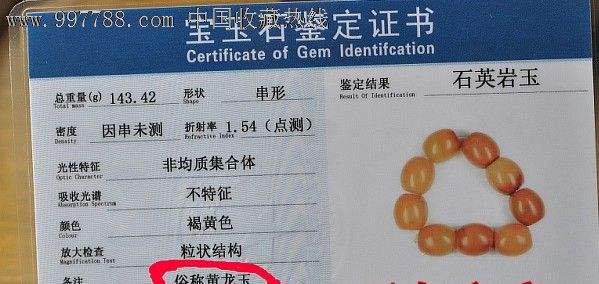 www.997788.com 中国收藏热线
宝玉石鉴定证书
Certificate of Gem Identifcation
总重量(g) 143.42 形状 串形
Total mass Shape
鉴定结果 石英岩玉
Result Of Identification
密度 因串未测 折射率 1.54（点测）
Density Refractive Index
光性特征 非均质集合体
Optic Character
吸收光谱 不特征
Absorption Spectrum
颜色 褐黄色
Colour
放大检查 粒状结构
Magnification Test
备注 俗称黄龙玉